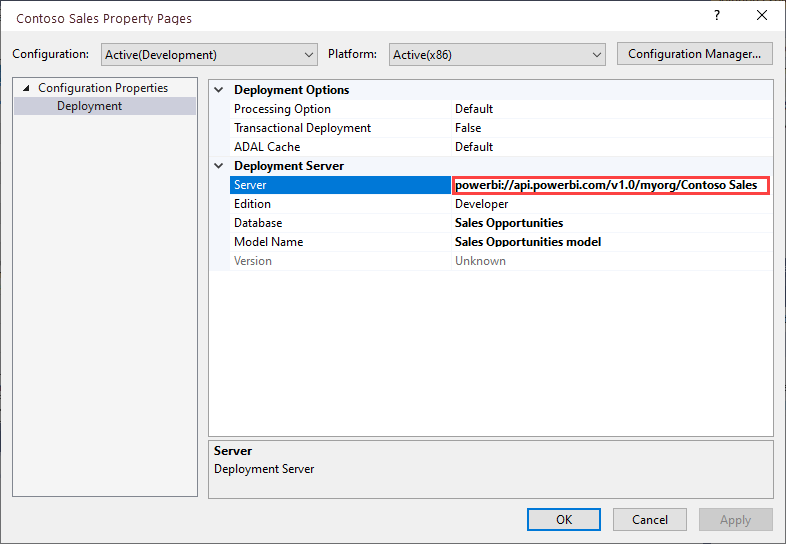 Contoso Sales Property Pages ?
Configuration: Active(Development) Platform: Active(x86) Configuration Manager...
Configuration Properties
Deployment
Deployment Options
Processing Option Default
Transactional Deployment False
ADAL Cache Default
Deployment Server
Server powerbi://api.powerbi.com/v1.0/myorg/Contoso Sales
Edition Developer
Database Sales Opportunities
Model Name Sales Opportunities model
Version Unknown
Server
Deployment Server
OK Cancel Apply